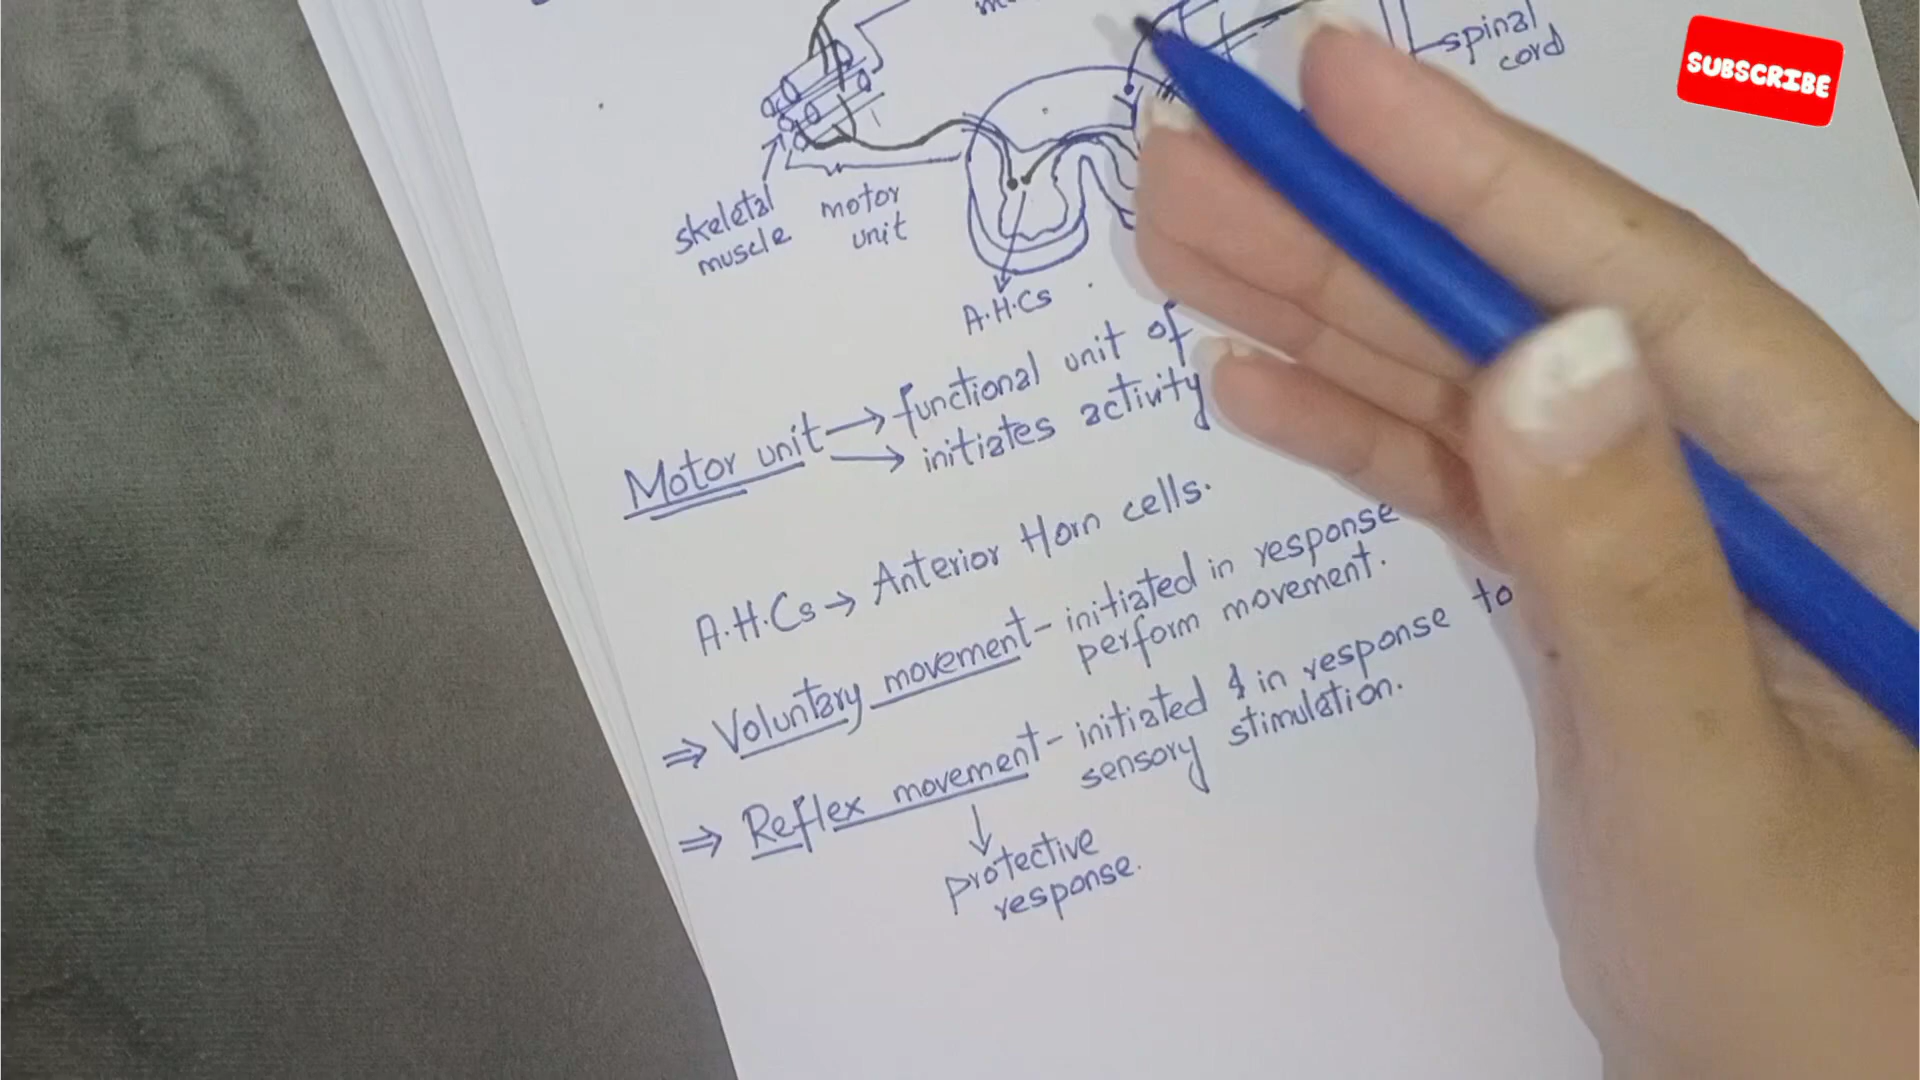 SUBSCRIBE
spinal
cord
skeletal
muscle
motor
unit
A.H.Cs
Motor unit → functional unit of
→ initiates activity
A.H.Cs → Anterior Horn cells.
⇒ Voluntary movement - initiated in response
perform movement.
⇒ Reflex movement - initiated & in response to
sensory stimulation.
↓
protective
response.